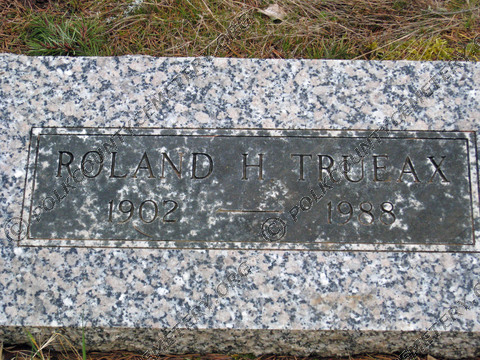 ROLAND H TRUEAX
1902 — 1988